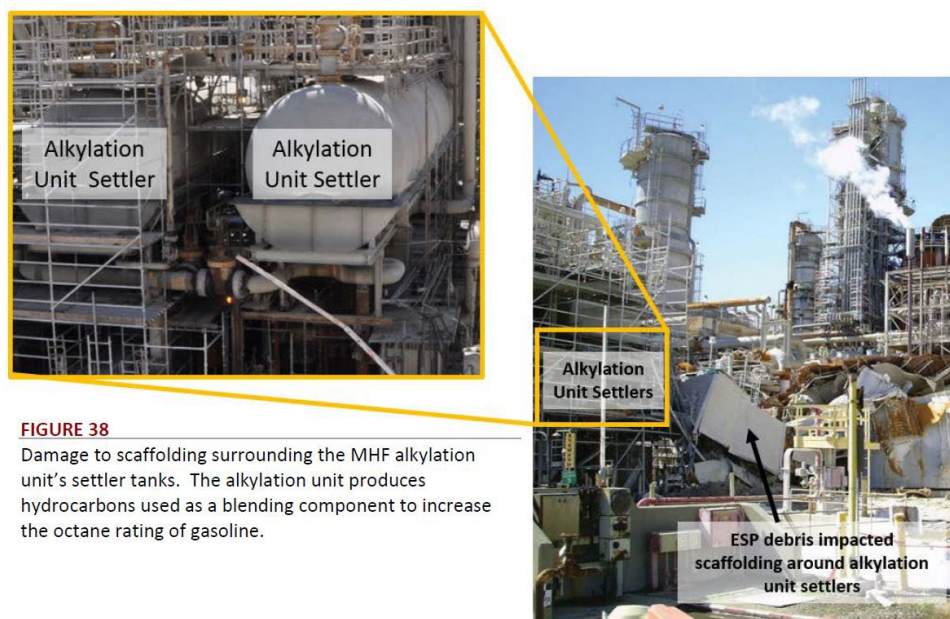 Alkylation
Unit Settler
Alkylation
Unit Settler
Alkylation
Unit Settlers
ESP debris impacted
scaffolding around alkylation
unit settlers
FIGURE 38
Damage to scaffolding surrounding the MHF alkylation
unit’s settler tanks. The alkylation unit produces
hydrocarbons used as a blending component to increase
the octane rating of gasoline.